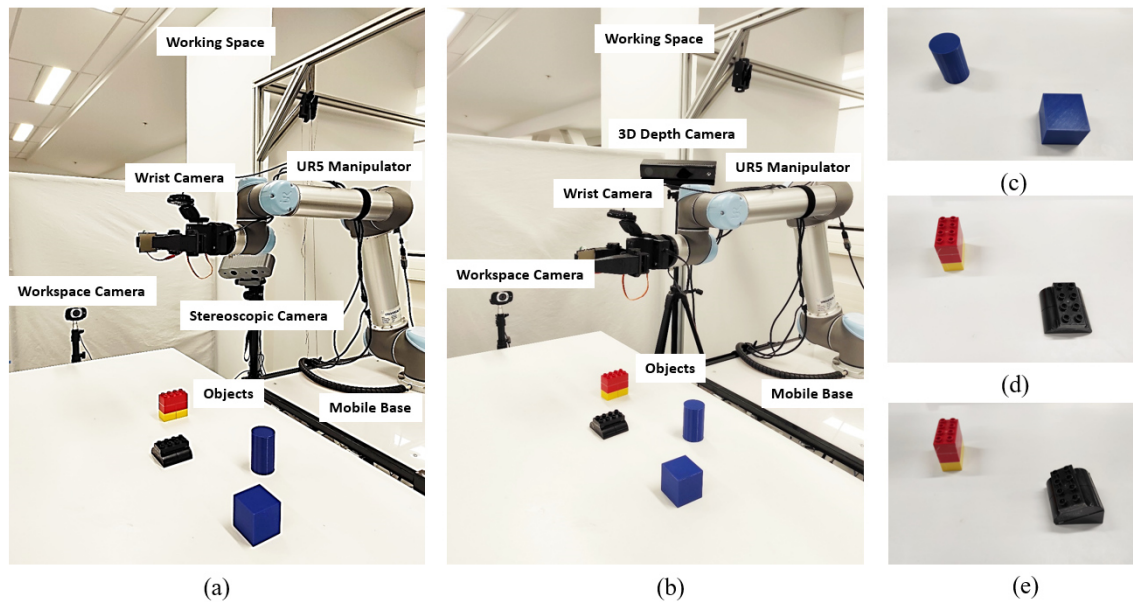 Working Space
UR5 Manipulator
Wrist Camera
Workspace Camera
Stereoscopic Camera
Objects
Mobile Base
(a)
Working Space
3D Depth Camera
UR5 Manipulator
Wrist Camera
Workspace Camera
Objects
Mobile Base
(b)
(c)
(d)
(e)